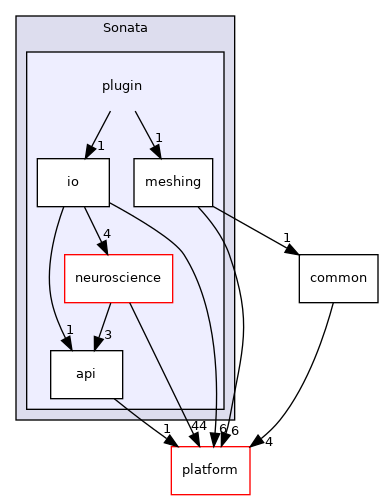 Sonata
plugin
1
1
io
meshing
4
1
neuroscience
common
1
3
api
1
44
6
6
4
platform